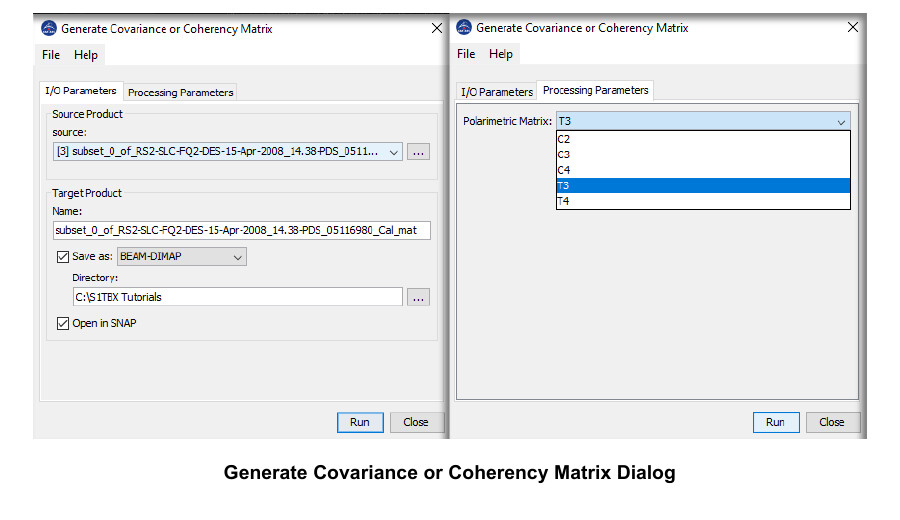 Generate Covariance or Coherency Matrix
File Help
I/O Parameters Processing Parameters
Source Product
source:
[3] subset_0_of_RS2-SLC-FQ2-DES-15-Apr-2008_14.38-PDS_0511... ...
Target Product
Name:
subset_0_of_RS2-SLC-FQ2-DES-15-Apr-2008_14.38-PDS_05116980_Cal_mat
Save as: BEAM-DIMAP
Directory:
C:\S1TBX Tutorials ...
Open in SNAP
Run Close
Generate Covariance or Coherency Matrix
File Help
I/O Parameters Processing Parameters
Polarimetric Matrix: T3
C2
C3
C4
T3
T4
Run Close
Generate Covariance or Coherency Matrix Dialog